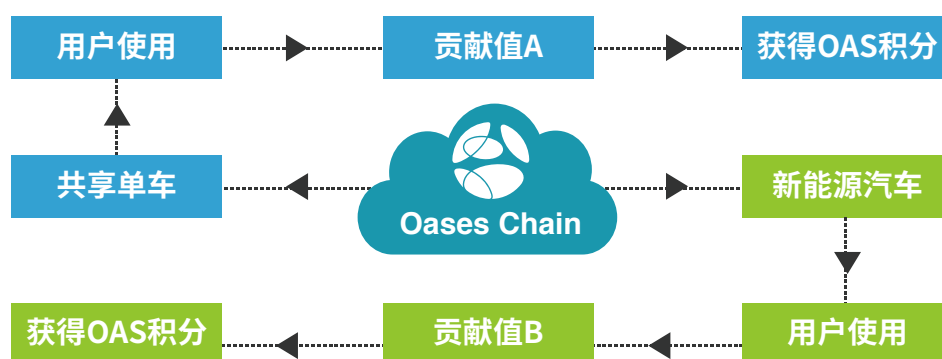 用户使用
贡献值A
获得OAS积分
共享单车
Oases Chain
新能源汽车
获得OAS积分
贡献值B
用户使用